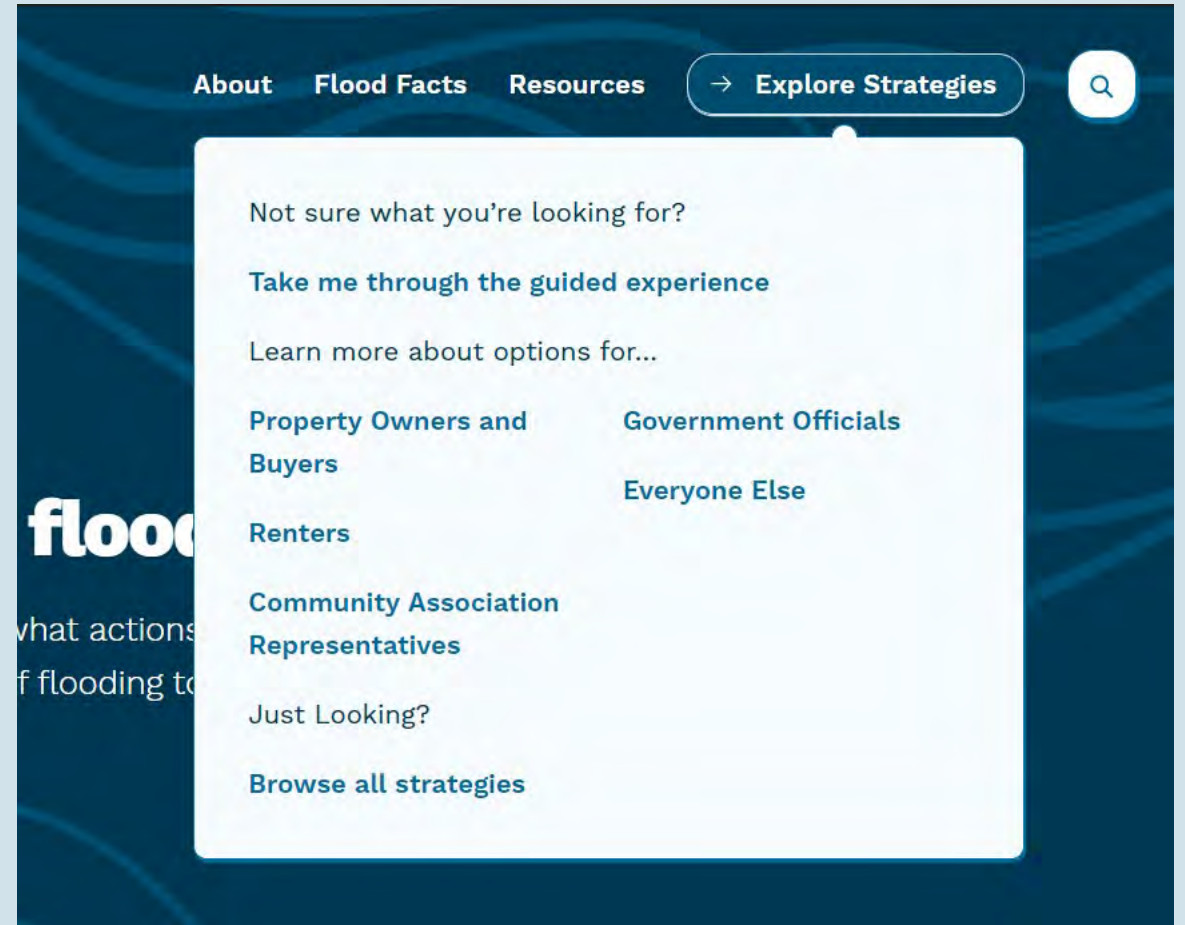 About Flood Facts Resources → Explore Strategies
Not sure what you’re looking for?
Take me through the guided experience
Learn more about options for...
Property Owners and
Buyers
Renters
Community Association
Representatives
Government Officials
Everyone Else
Just Looking?
Browse all strategies
actions
flooding